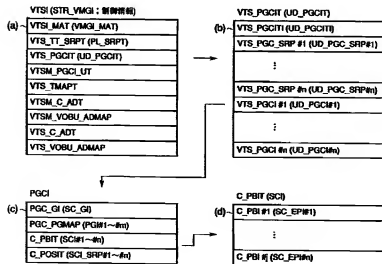 VTSI (STR_VMGI : 制御情報)
(a)
VTSI_MAT (VMGI_MAT)
VTS_TT_SRPT (PL_SRPT)
VTS_PGCIT (UD_PGCIT)
VTSM_PGCI_UT
VTS_TMAPT
VTSM_C_ADT
VTSM_VOBU_ADMAP
VTS_C_ADT
VTS_VOBU_ADMAP
VTS_PGCIT (UD_PGCIT)
(b)
VTS_PGCITI (UD_PGCITI)
VTS_PGC_SRP #1 (UD_PGC_SRP#1)
⋮
VTS_PGC_SRP #n (UD_PGC_SRP#n)
VTS_PGCI #1 (UD_PGCI#1)
⋮
VTS_PGCI #n (UD_PGCI#n)
PGCI
(c)
PGC_GI (SC_GI)
PGC_PGMAP (PGI#1~#m)
C_PBIT (SCI#1~#n)
C_POSIT (SCI_SRP#1~#n)
C_PBIT (SCI)
(d)
C_PBI #1 (SC_EPI#1)
⋮
C_PBI #j (SC_EPI#n)